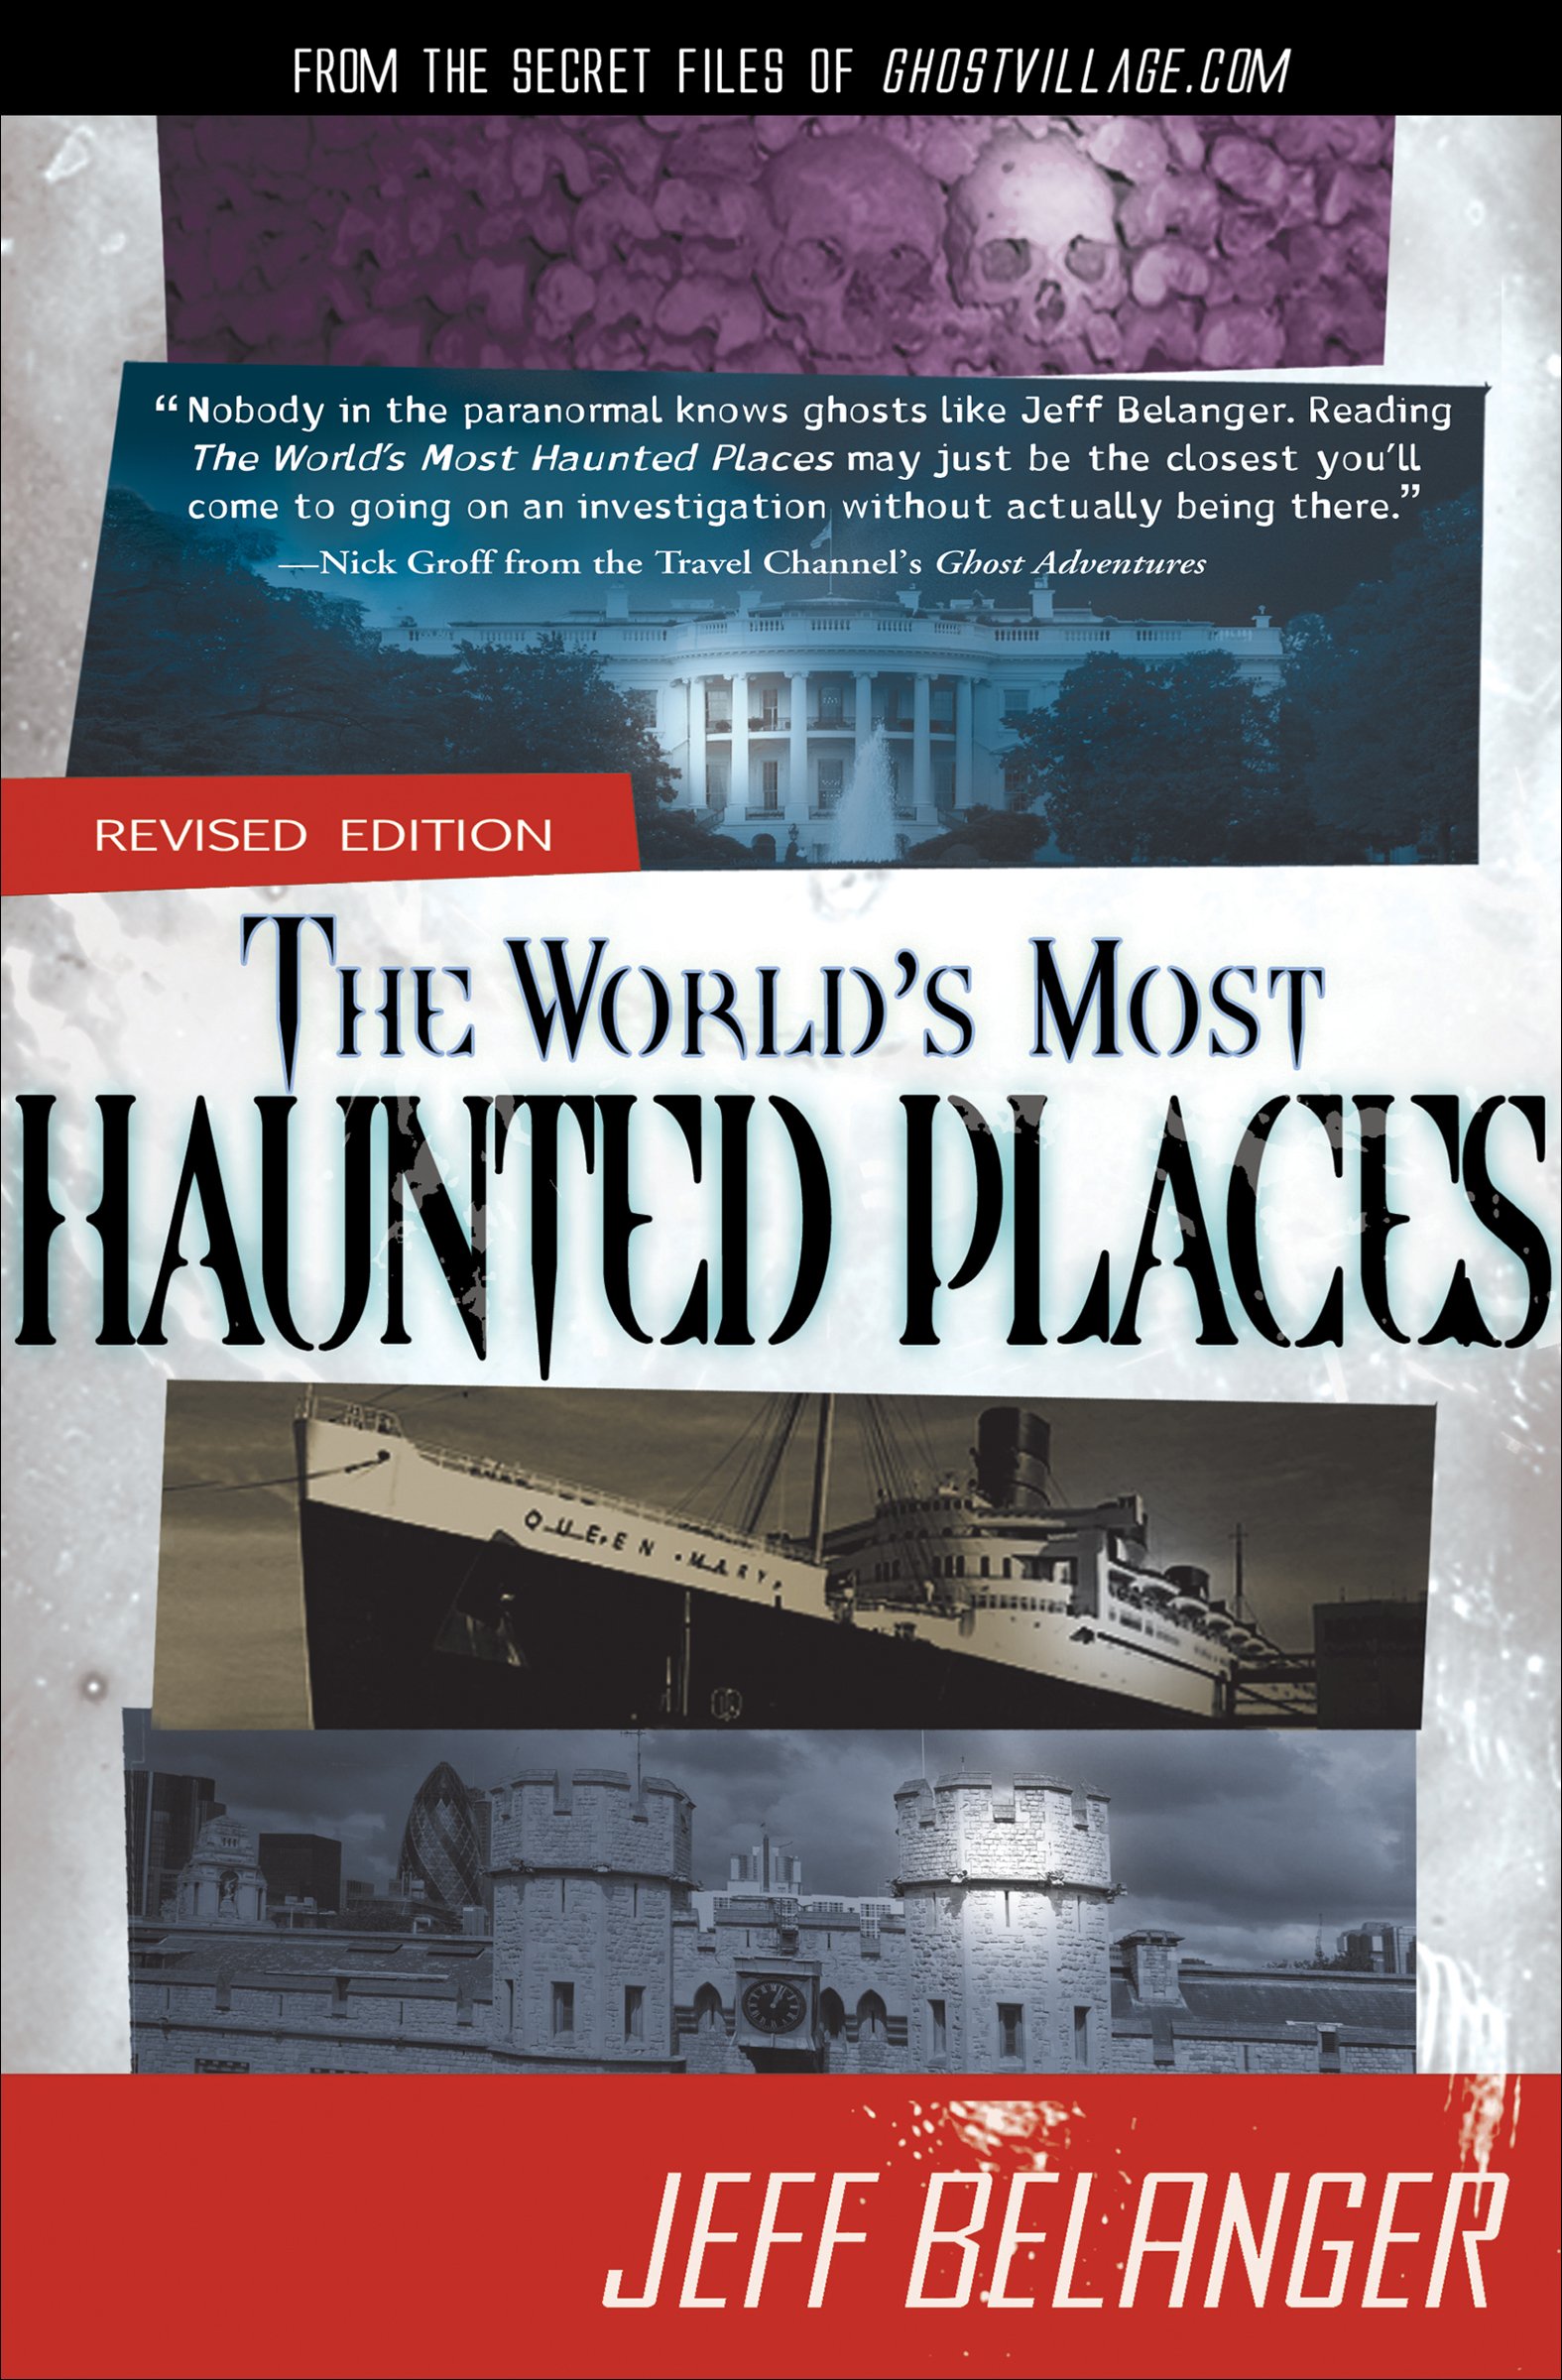 FROM THE SECRET FILES OF GHOSTVILLAGE.COM
“Nobody in the paranormal knows ghosts like Jeff Belanger. Reading
The World's Most Haunted Places may just be the closest you'll
come to going on an investigation without actually being there.”
—Nick Groff from the Travel Channel's Ghost Adventures
REVISED EDITION
THE WORLD'S MOST
HAUNTED PLACES
QUEEN MARY
JEFF BELANGER